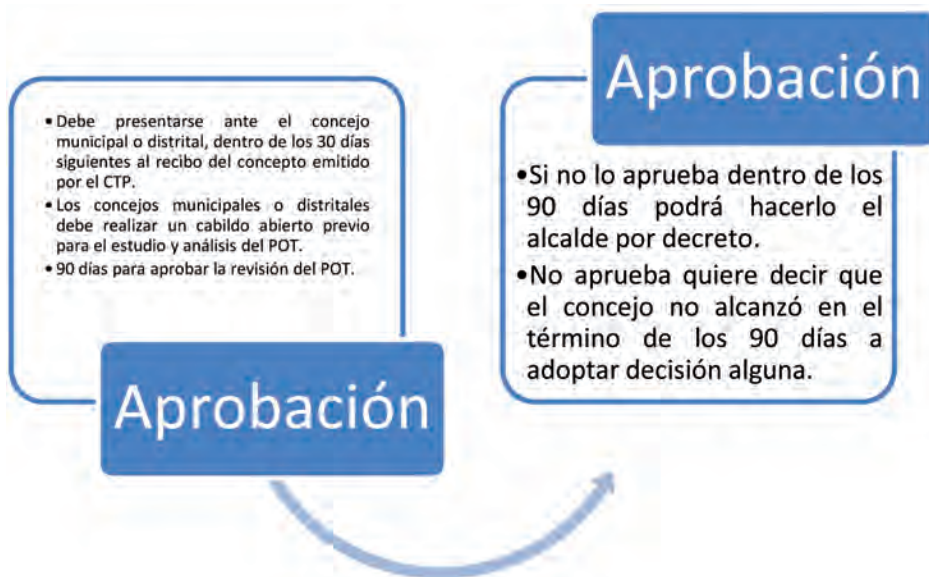 • Debe presentarse ante el concejo
municipal o distrital, dentro de los 30 días
siguientes al recibo del concepto emitido
por el CTP.
• Los concejos municipales o distritales
debe realizar un cabildo abierto previo
para el estudio y análisis del POT.
• 90 días para aprobar la revisión del POT.
Aprobación
Aprobación
•Si no lo aprueba dentro de los
90 días podrá hacerlo el
alcalde por decreto.
•No aprueba quiere decir que
el concejo no alcanzó en el
término de los 90 días a
adoptar decisión alguna.